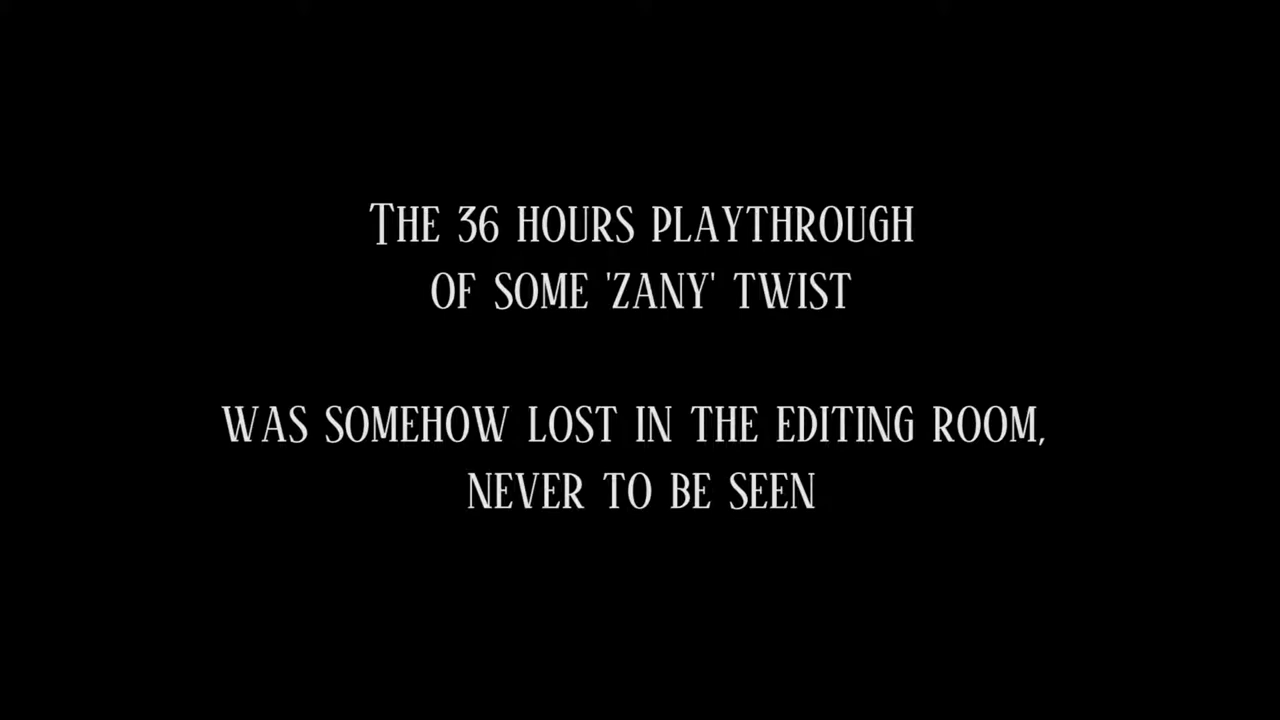 The 36 hours playthrough
of some 'zany' twist
was somehow lost in the editing room,
never to be seen